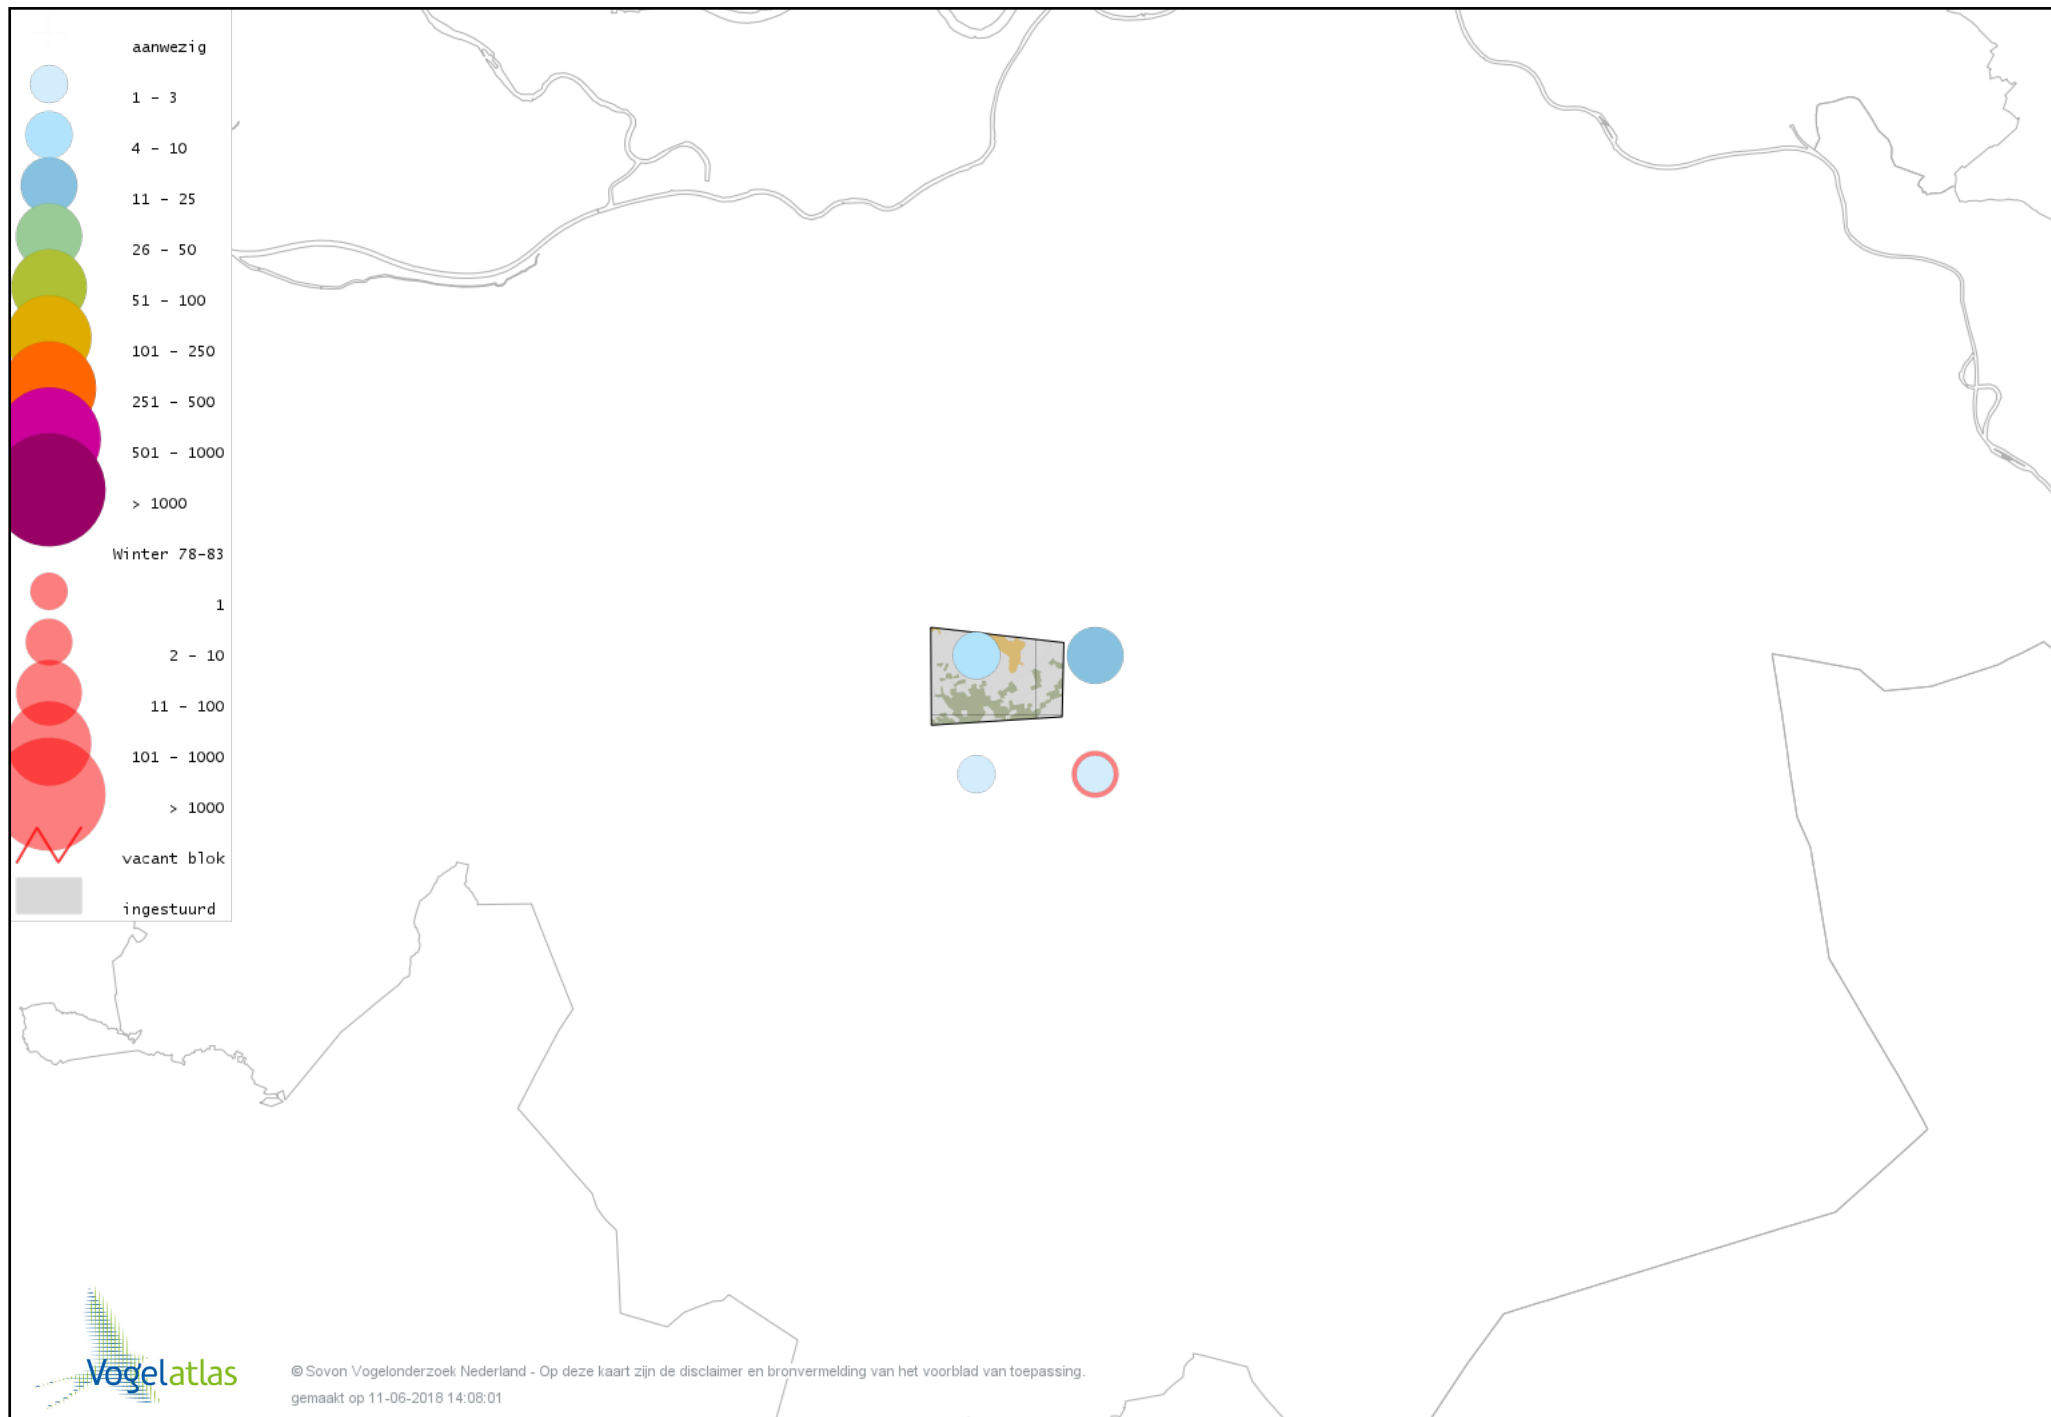 aanwezig
1 - 3
4 - 10
11 - 25
26 - 50
51 - 100
101 - 250
251 - 500
501 - 1000
> 1000
Winter 78-83
1
2 - 10
11 - 100
101 - 1000
> 1000
vacant blok
ingestuurd
Vogelatlas
© Sovon Vogelonderzoek Nederland - Op deze kaart zijn de disclaimer en bronvermelding van het voorblad van toepassing.
gemaakt op 11-06-2018 14:08:01